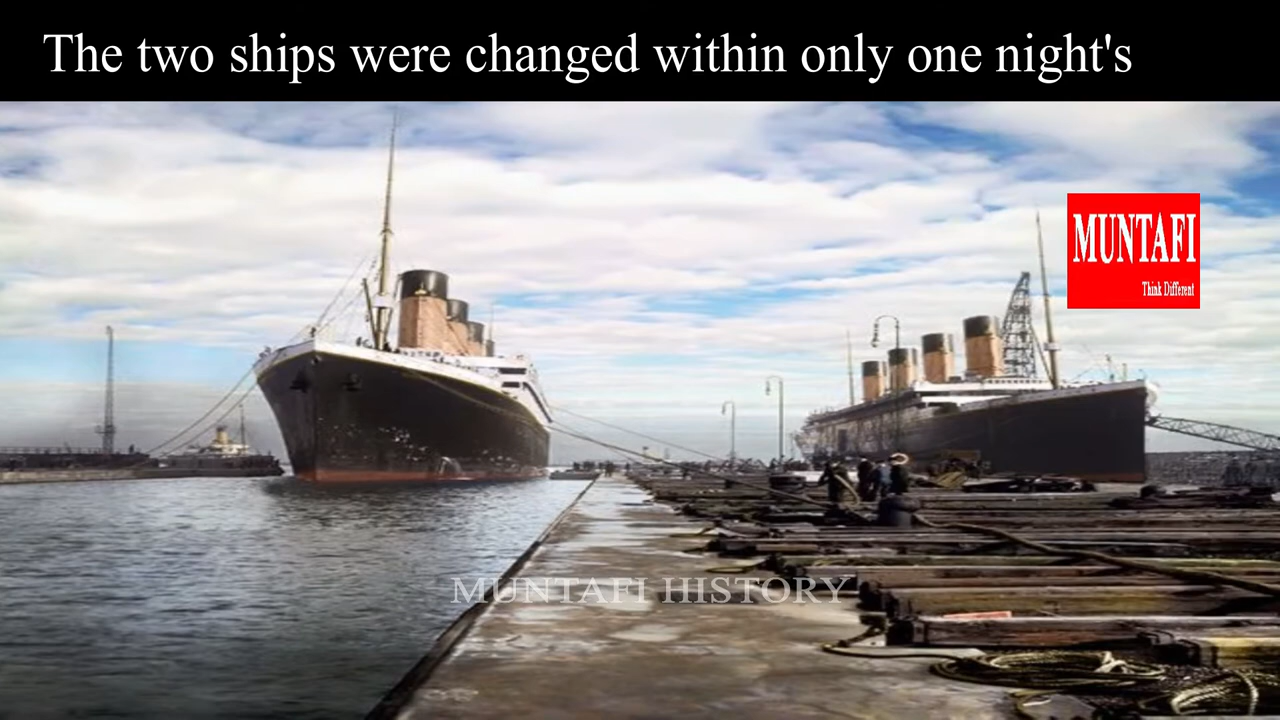 The two ships were changed within only one night's
MUNTAFI
Think Different
MUNTAFI HISTORY